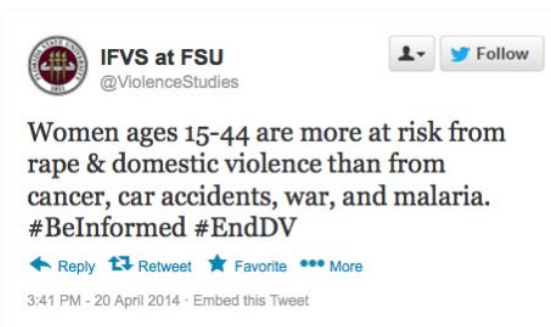 IFVS at FSU
@ViolenceStudies
Follow
Women ages 15-44 are more at risk from
rape & domestic violence than from
cancer, car accidents, war, and malaria.
#BeInformed #EndDV
Reply Retweet Favorite More
3:41 PM - 20 April 2014 · Embed this Tweet